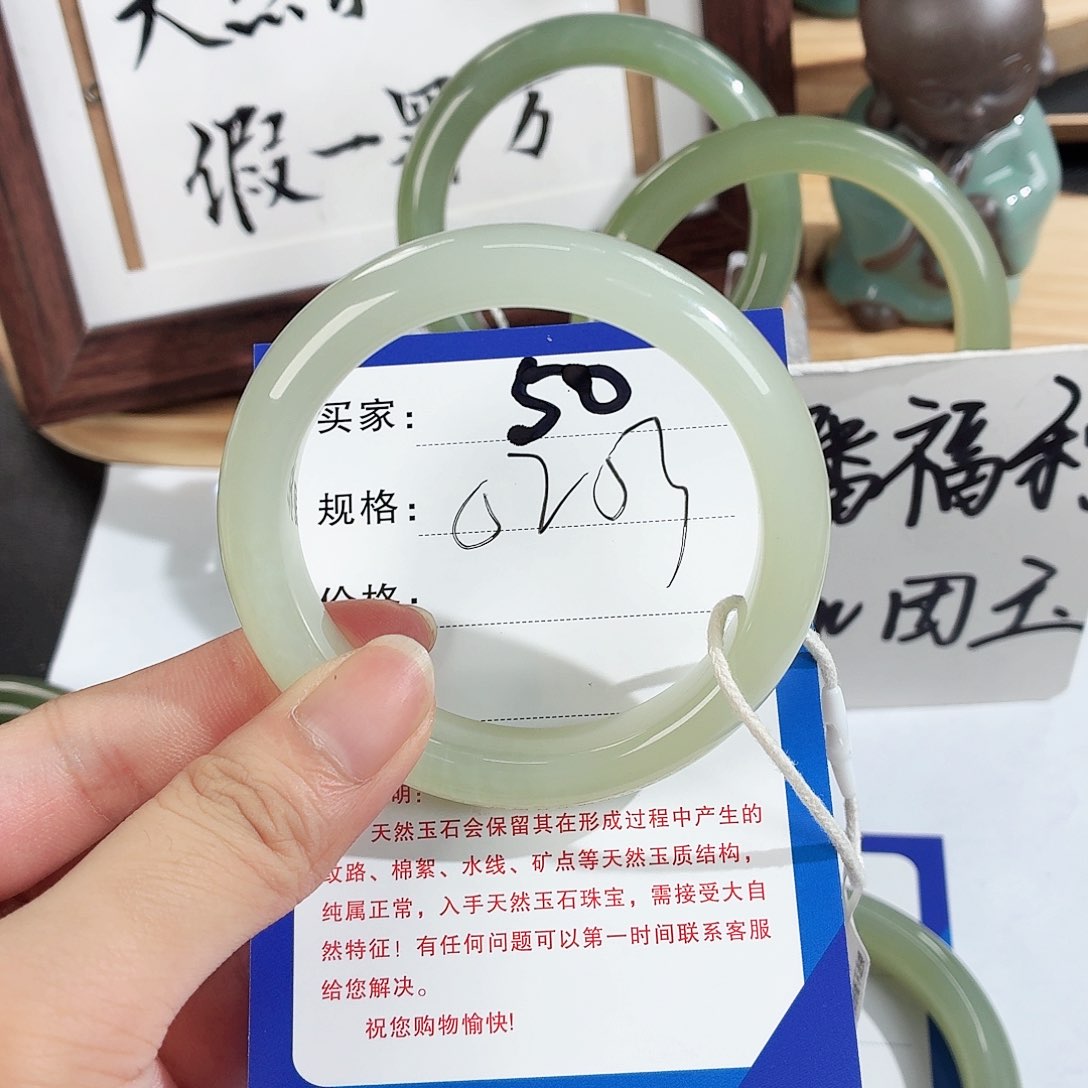 天然
假一罚万
买家：50
规格：0203
价格：
番福利
田玉
明：
天然玉石会保留其在形成过程中产生的
纹路、棉絮、水线、矿点等天然玉质结构，
纯属正常，入手天然玉石珠宝，需接受大自
然特征！有任何问题可以第一时间联系客服
给您解决。
祝您购物愉快!